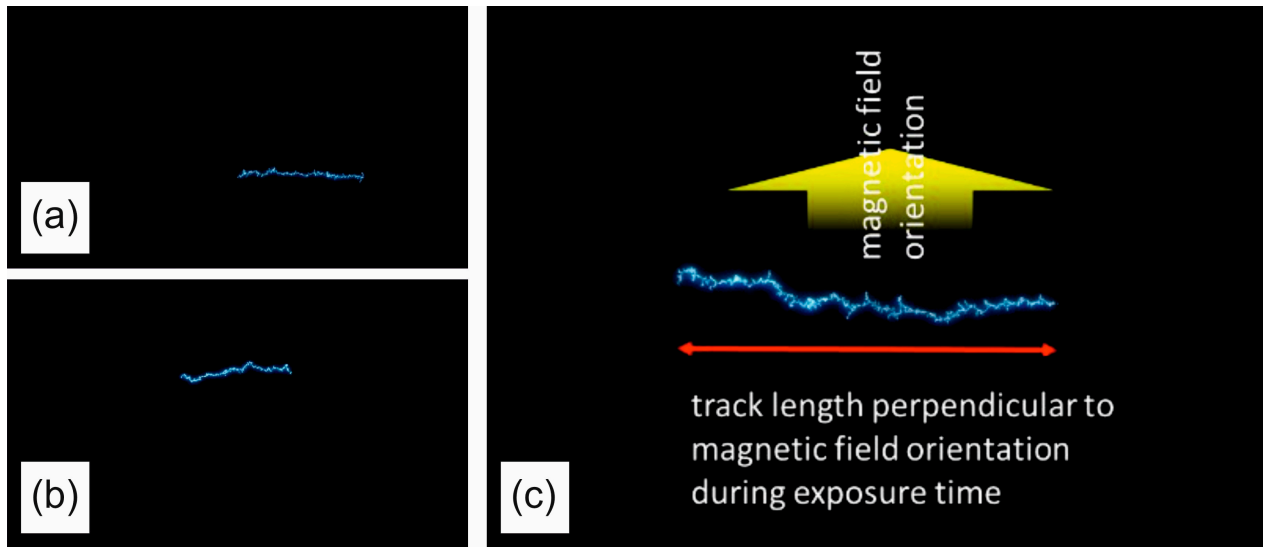 (a)
(b)
magnetic field
orientation
track length perpendicular to
magnetic field orientation
during exposure time
(c)